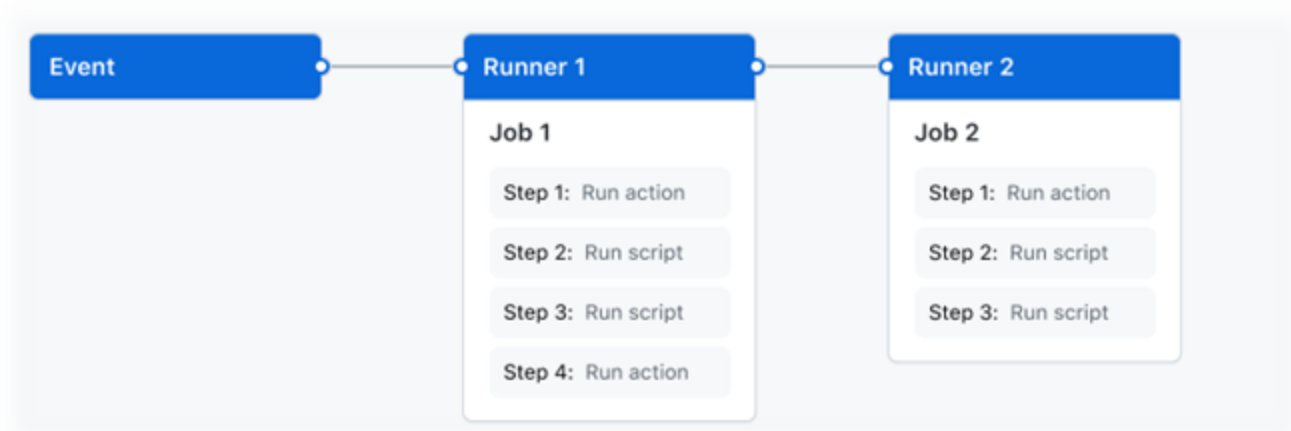 Event
Runner 1
Job 1
Step 1: Run action
Step 2: Run script
Step 3: Run script
Step 4: Run action
Runner 2
Job 2
Step 1: Run action
Step 2: Run script
Step 3: Run script